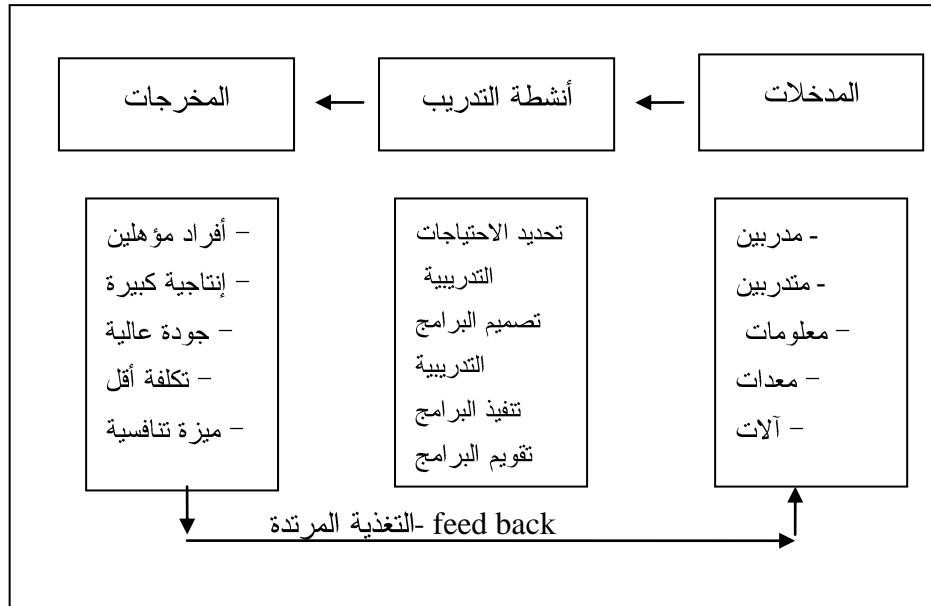 المدخلات
أنشطة التدريب
المخرجات
- مدربين
- متدربين
– معلومات
– معدات
– آلات
تحديد الاحتياجات
التدريبية
تصميم البرامج
التدريبية
تنفيذ البرامج
تقويم البرامج
– أفراد مؤهلين
– إنتاجية كبيرة
– جودة عالية
– تكلفة أقل
– ميزة تنافسية
التغذية المرتدة- feed back